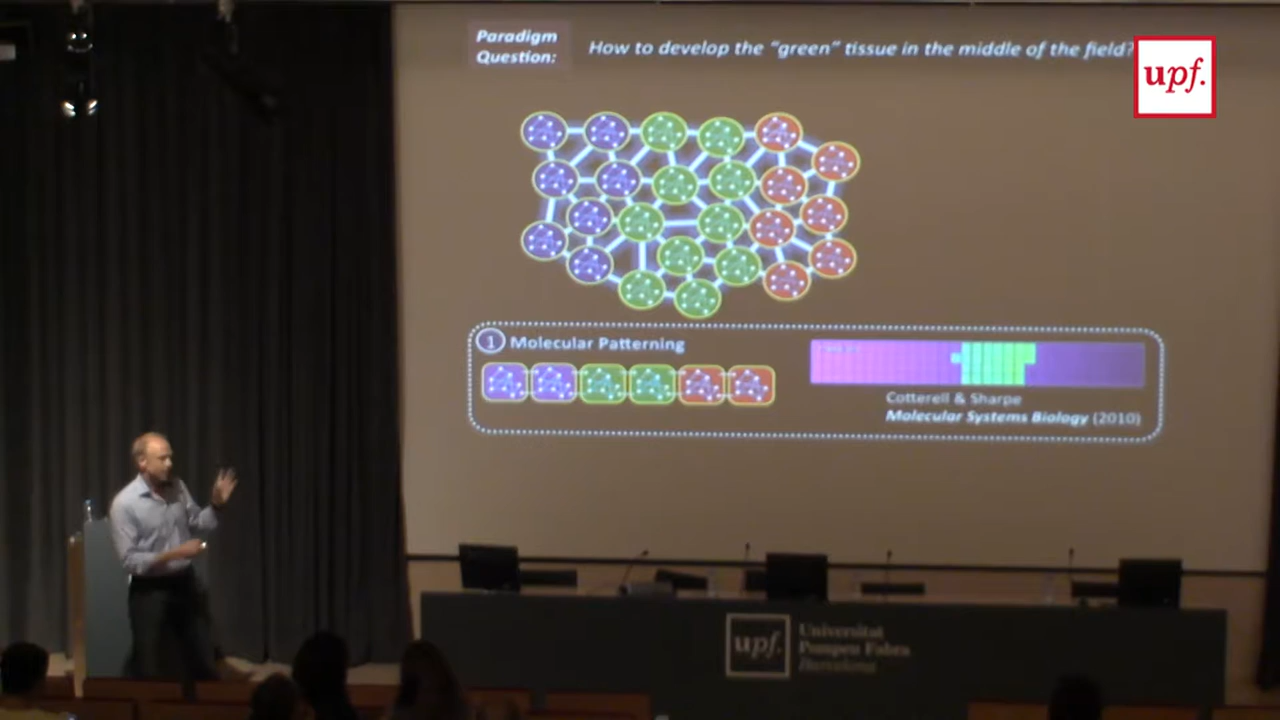 Paradigm
Question:
How to develop the “green” tissue in the middle of the field?
upf.
1 Molecular Patterning
Cotterell & Sharpe
Molecular Systems Biology (2010)
upf.
Universitat
Pompeu Fabra
Barcelona